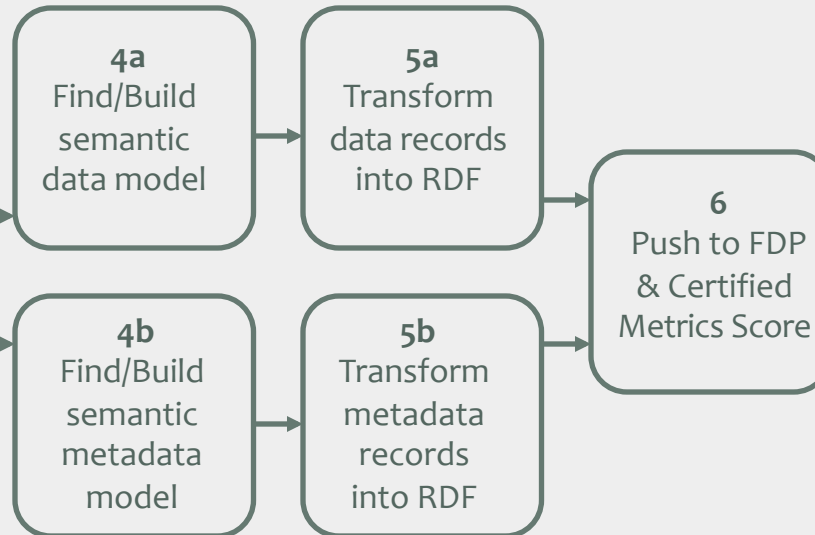 4a
Find/Build
semantic
data model
5a
Transform
data records
into RDF
6
Push to FDP
& Certified
Metrics Score
4b
Find/Build
semantic
metadata
model
5b
Transform
metadata
records
into RDF